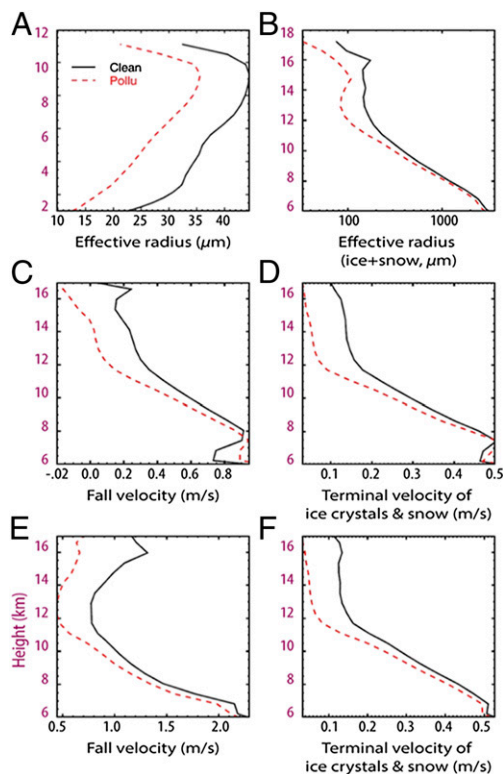 A
B
12
10
8
6
4
2
Clean
Pollu
10 15 20 25 30 35 40
Effective radius (μm)
18
16
14
12
10
8
6
100 1000
Effective radius
(ice+snow, μm)
C
D
16
14
12
10
8
6
-.02 0.0 0.2 0.4 0.6 0.8
Fall velocity (m/s)
16
14
12
10
8
6
0.1 0.2 0.3 0.4 0.5
Terminal velocity of
ice crystals & snow (m/s)
E
F
Height (km)
16
14
12
10
8
6
0.5 1.0 1.5 2.0
Fall velocity (m/s)
16
14
12
10
8
6
0.1 0.2 0.3 0.4 0.5
Terminal velocity of
ice crystals & snow (m/s)